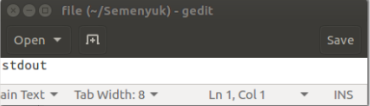 file (~/Semenyuk) - gedit
Open Save
stdout
ain Text Tab Width: 8 Ln 1, Col 1 INS